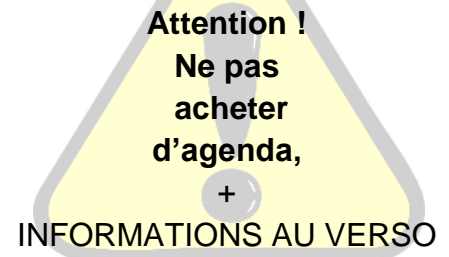 Attention !
Ne pas
acheter
d’agenda,
+
INFORMATIONS AU VERSO